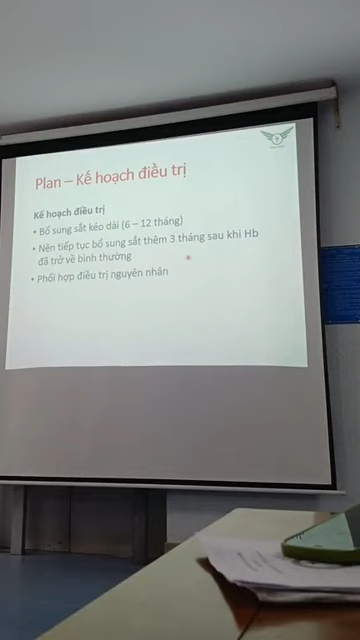 Plan – Kế hoạch điều trị
Kế hoạch điều trị
• Bổ sung sắt kéo dài (6 – 12 tháng)
• Nên tiếp tục bổ sung sắt thêm 3 tháng sau khi Hb
đã trở về bình thường
• Phối hợp điều trị nguyên nhân